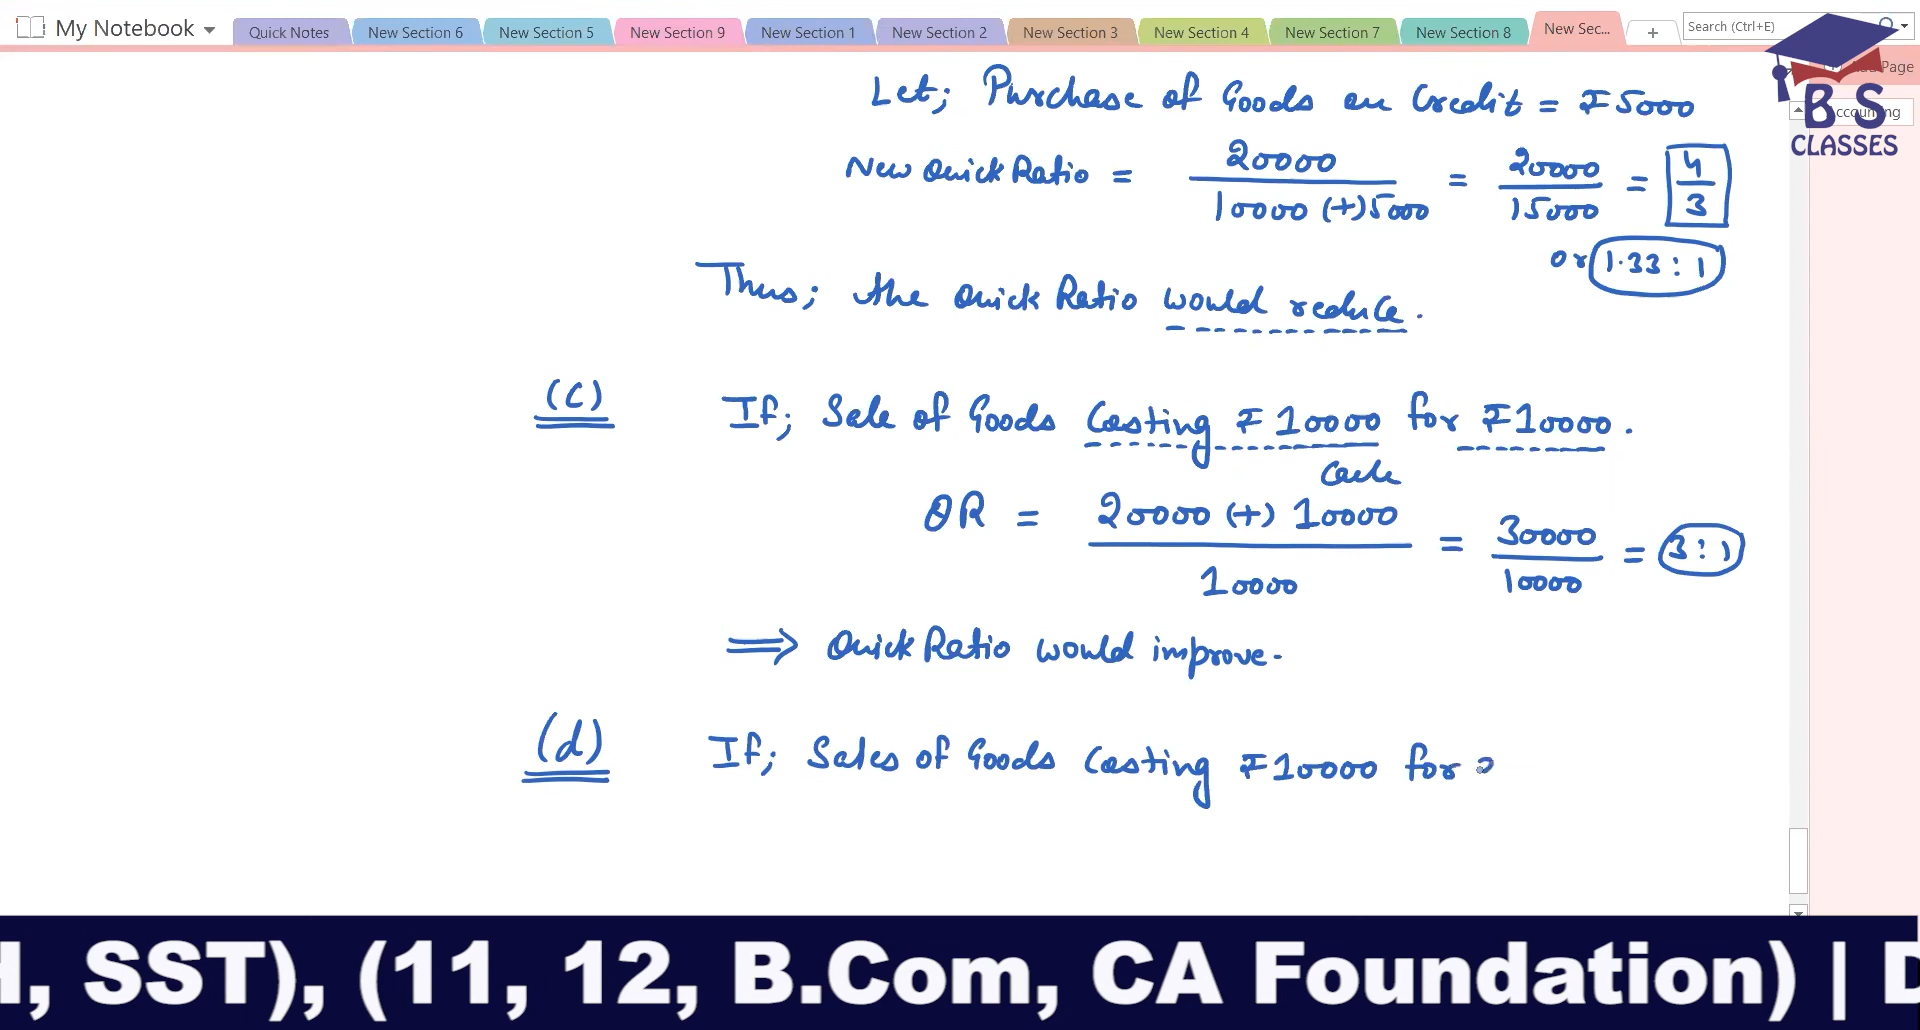 My Notebook
Quick Notes New Section 6 New Section 5 New Section 9 New Section 1 New Section 2 New Section 3 New Section 4 New Section 7 New Section 8 New Sec... + Search (Ctrl+E)
Page
BS
CLASSES
Let; Purchase of Goods on Credit = ₹5000
New Quick Ratio = 20000 / 10000 (+) 5000 = 20000 / 15000 = 4/3
or 1.33 : 1
Thus; the Quick Ratio would reduce.
(C) If; Sale of Goods Costing ₹10000 for ₹10000.
Cash
QR = 20000 (+) 10000 / 10000 = 30000 / 10000 = 3:1
⟹ Quick Ratio would improve.
(d) If; Sales of Goods Costing ₹10000 for
H, SST), (11, 12, B.Com, CA Foundation) | D